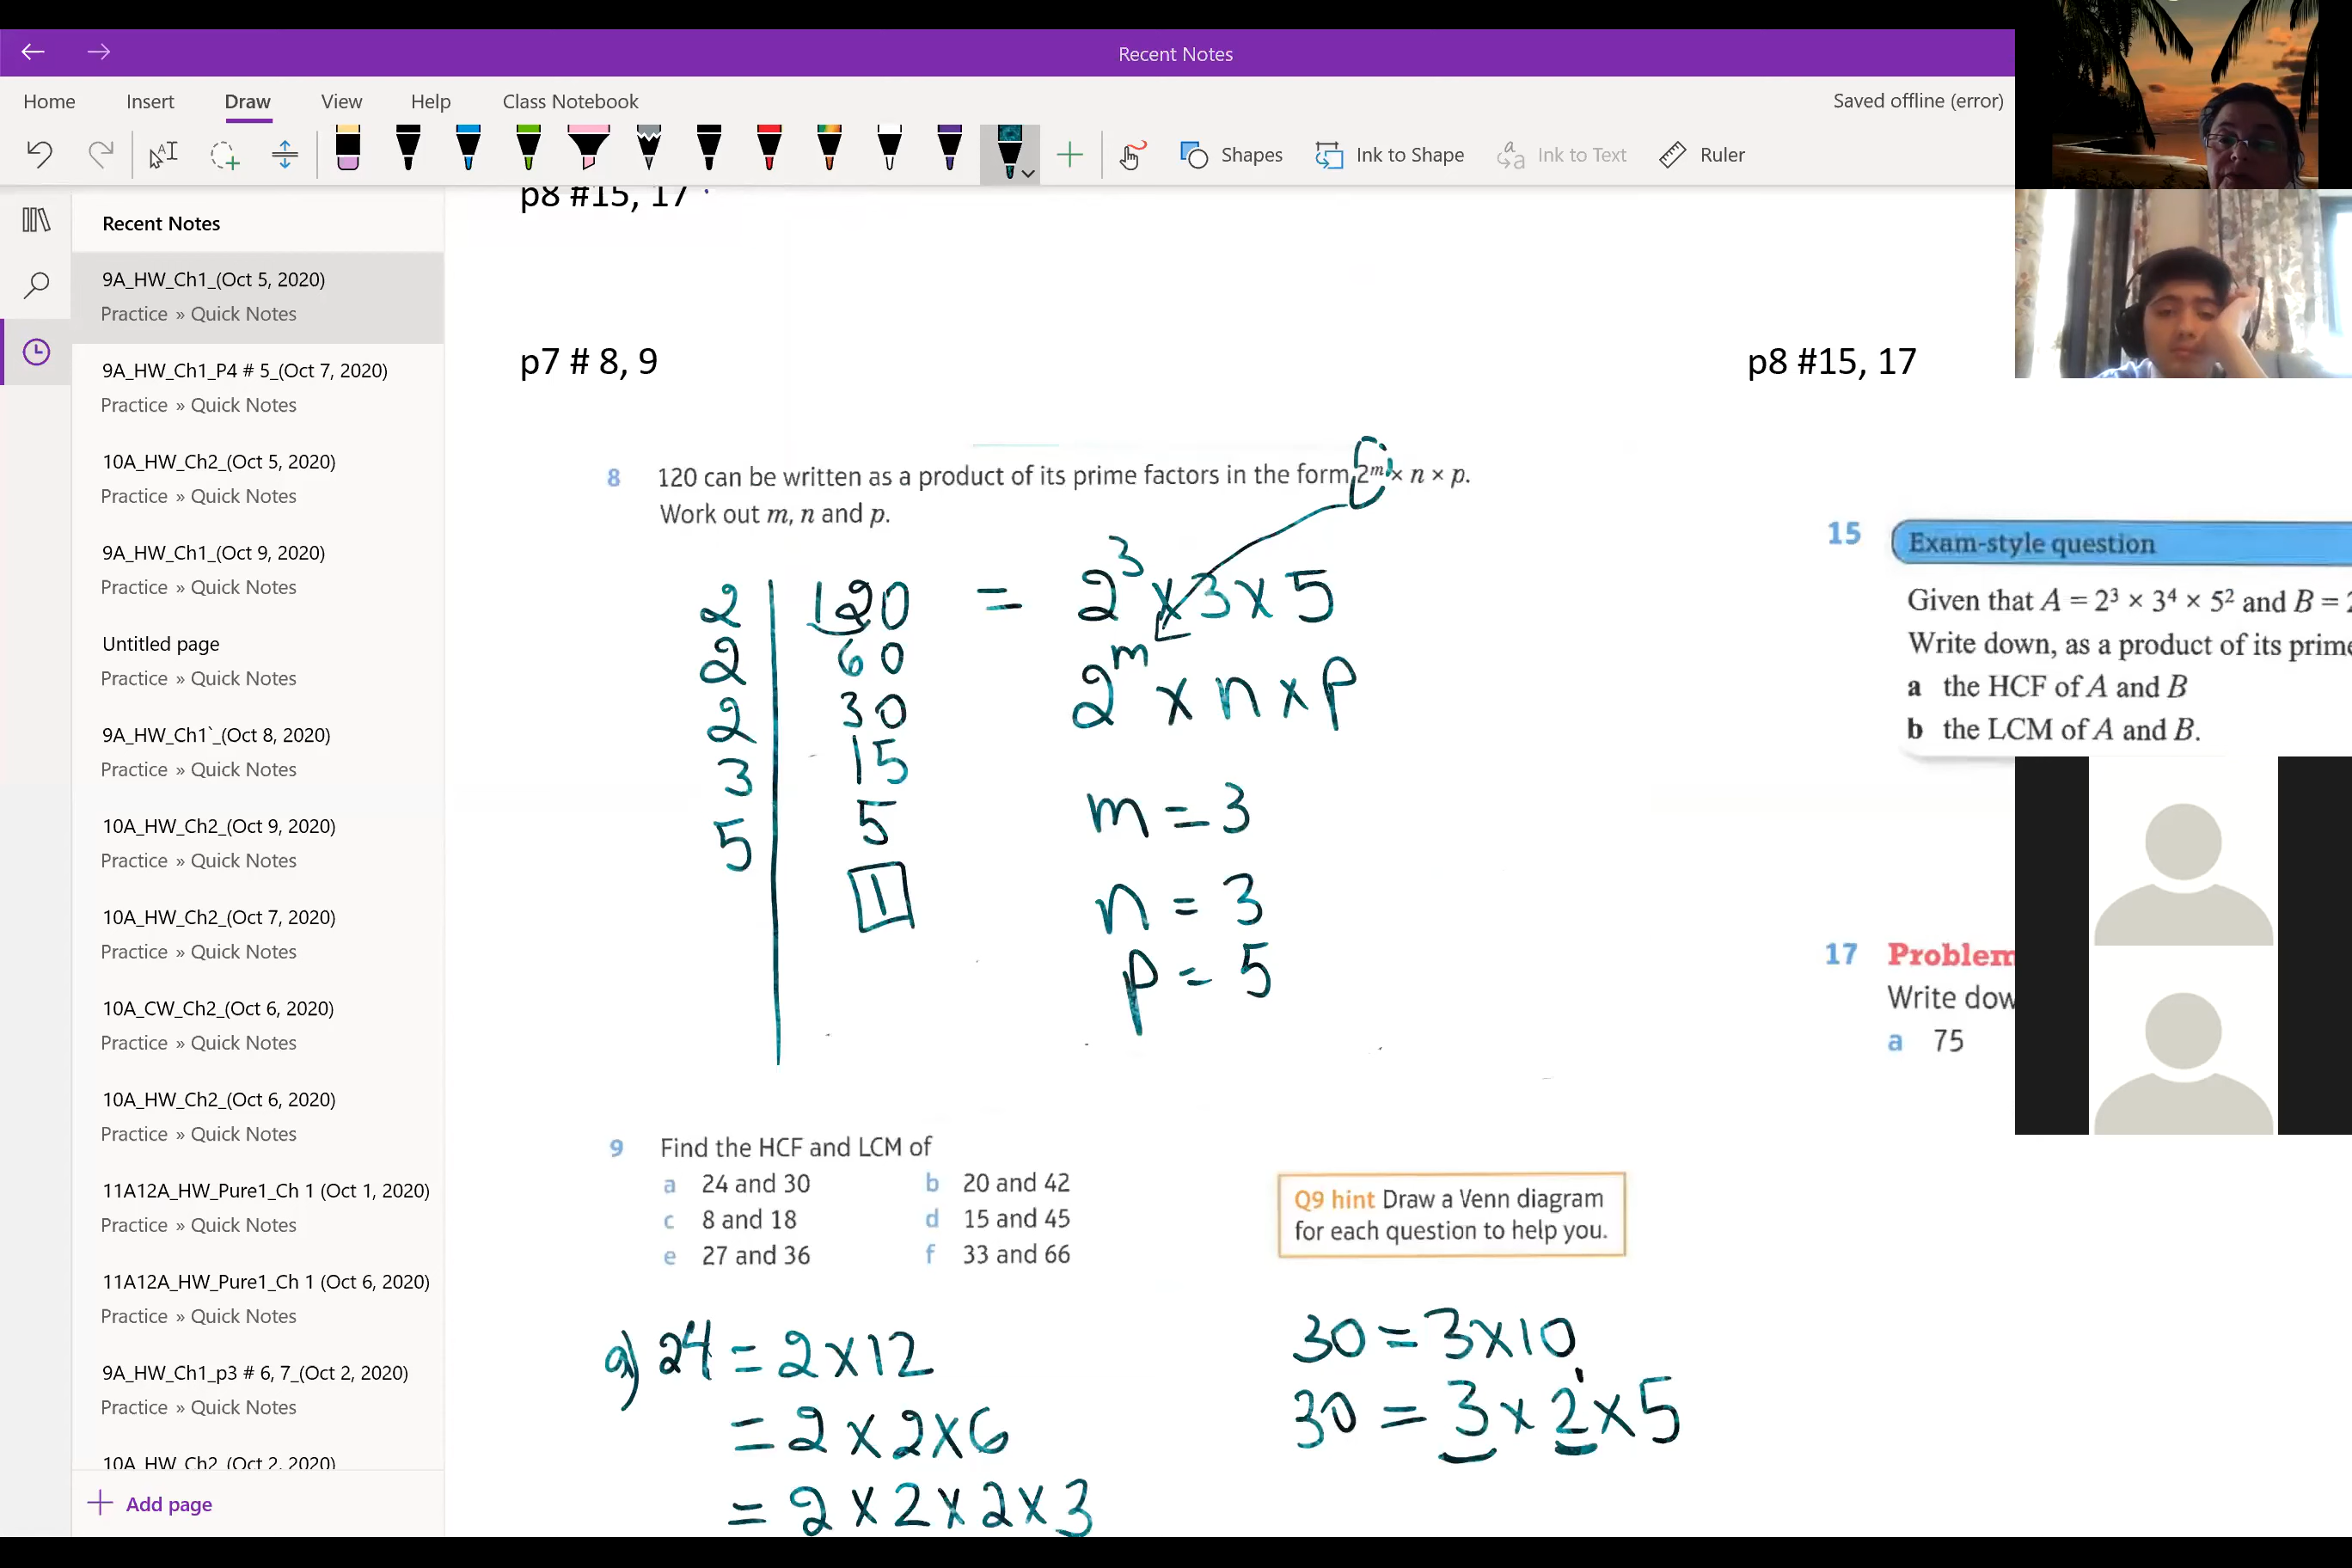 Recent Notes
Home Insert Draw View Help Class Notebook Saved offline (error)
Shapes Ink to Shape Ink to Text Ruler
Recent Notes
9A_HW_Ch1_(Oct 5, 2020)
Practice » Quick Notes
9A_HW_Ch1_P4 # 5_(Oct 7, 2020)
Practice » Quick Notes
10A_HW_Ch2_(Oct 5, 2020)
Practice » Quick Notes
9A_HW_Ch1_(Oct 9, 2020)
Practice » Quick Notes
Untitled page
Practice » Quick Notes
9A_HW_Ch1`_(Oct 8, 2020)
Practice » Quick Notes
10A_HW_Ch2_(Oct 9, 2020)
Practice » Quick Notes
10A_HW_Ch2_(Oct 7, 2020)
Practice » Quick Notes
10A_CW_Ch2_(Oct 6, 2020)
Practice » Quick Notes
10A_HW_Ch2_(Oct 6, 2020)
Practice » Quick Notes
11A12A_HW_Pure1_Ch 1 (Oct 1, 2020)
Practice » Quick Notes
11A12A_HW_Pure1_Ch 1 (Oct 6, 2020)
Practice » Quick Notes
9A_HW_Ch1_p3 # 6, 7_(Oct 2, 2020)
Practice » Quick Notes
10A_HW_Ch2_(Oct 2, 2020)
Add page
p8 #15, 17
p7 # 8, 9
8 120 can be written as a product of its prime factors in the form 2ᵐ × n × p.
Work out m, n and p.
2 | 120 = 2³ × 3 × 5
2 | 60
2ᵐ × n × p
2 | 30
3 | 15
m = 3
5 | 5
1
n = 3
p = 5
9 Find the HCF and LCM of
a 24 and 30 b 20 and 42
c 8 and 18 d 15 and 45
e 27 and 36 f 33 and 66
Q9 hint Draw a Venn diagram
for each question to help you.
a) 24 = 2 × 12
= 2 × 2 × 6
= 2 × 2 × 2 × 3
30 = 3 × 10
30 = 3 × 2 × 5
p8 #15, 17
15 Exam-style question
Given that A = 2³ × 3⁴ × 5² and B = 2
Write down, as a product of its prime
a the HCF of A and B
b the LCM of A and B.
17 Problem
Write dow
a 75